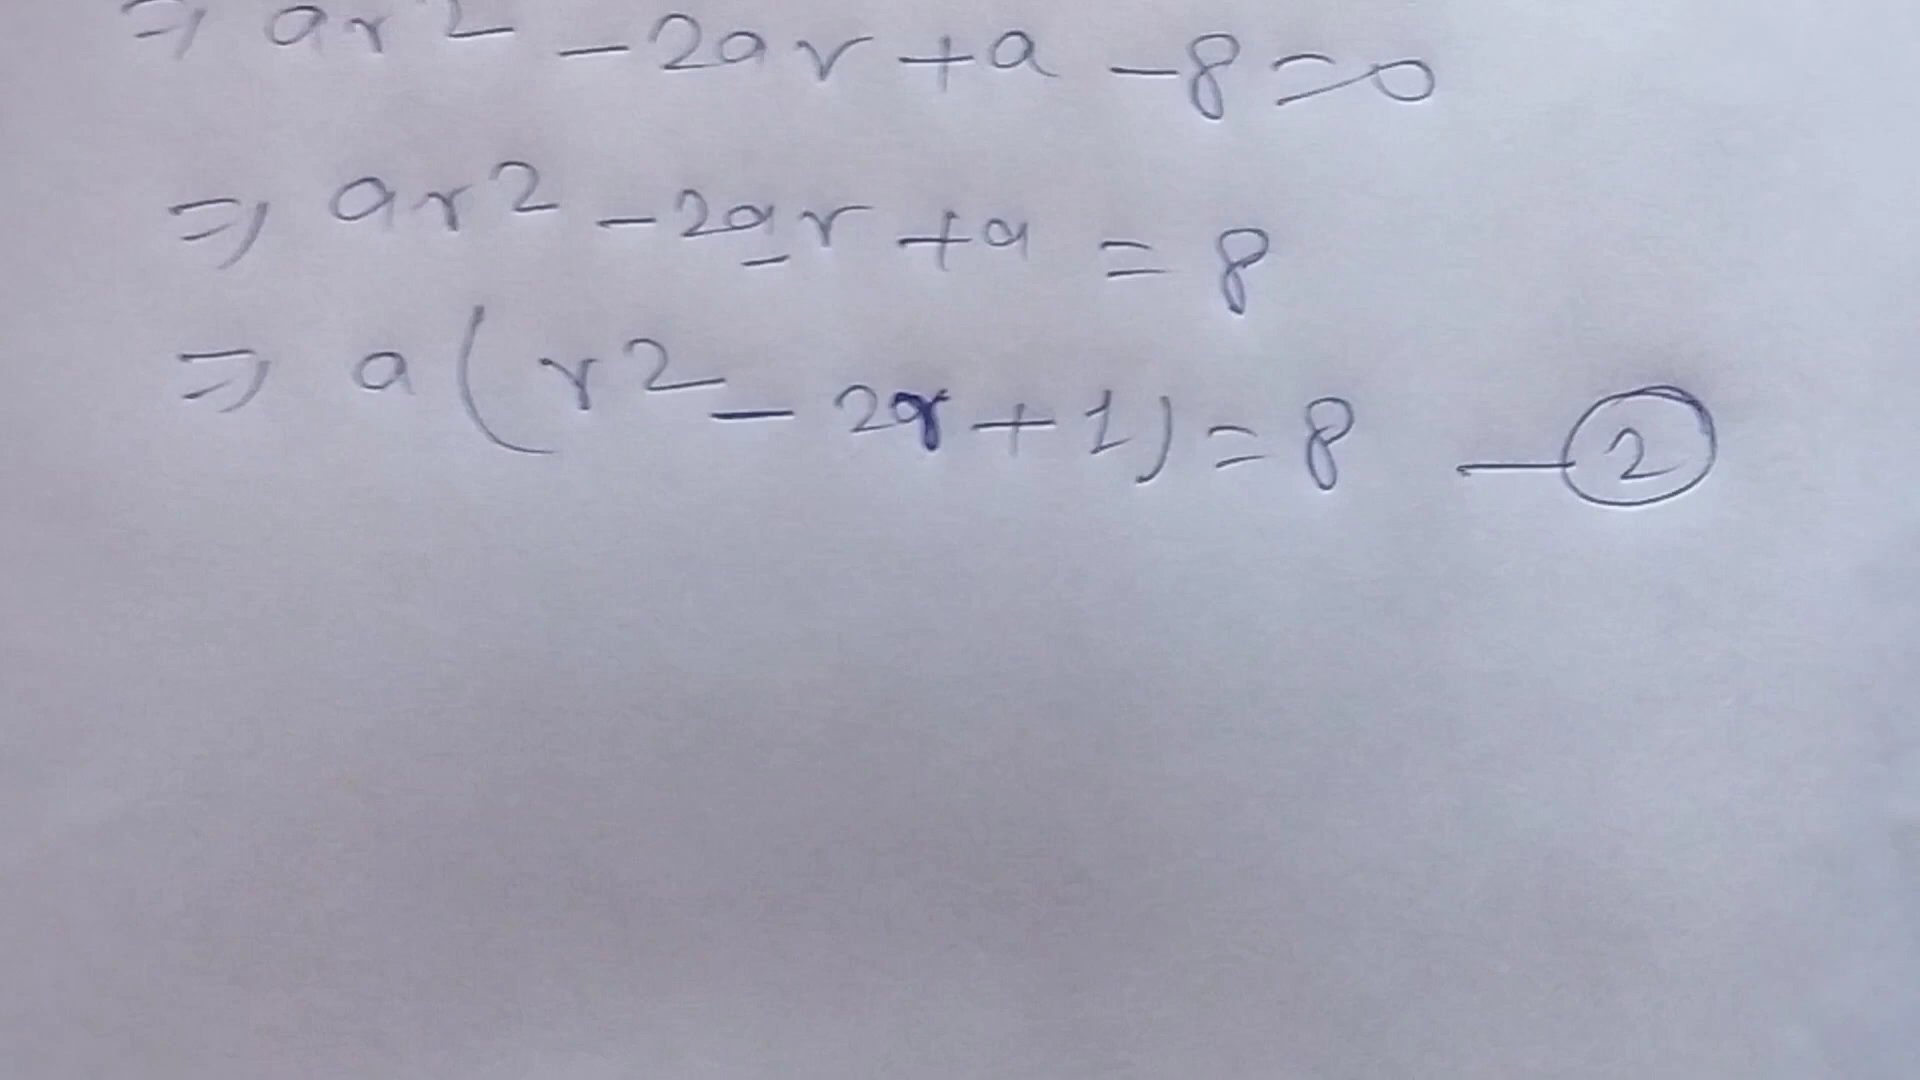 ⇒ ar² - 2ar + a - 8 = 0
⇒ ar² - 2ar + a = 8
⇒ a(r² - 2r + 1) = 8 — ②